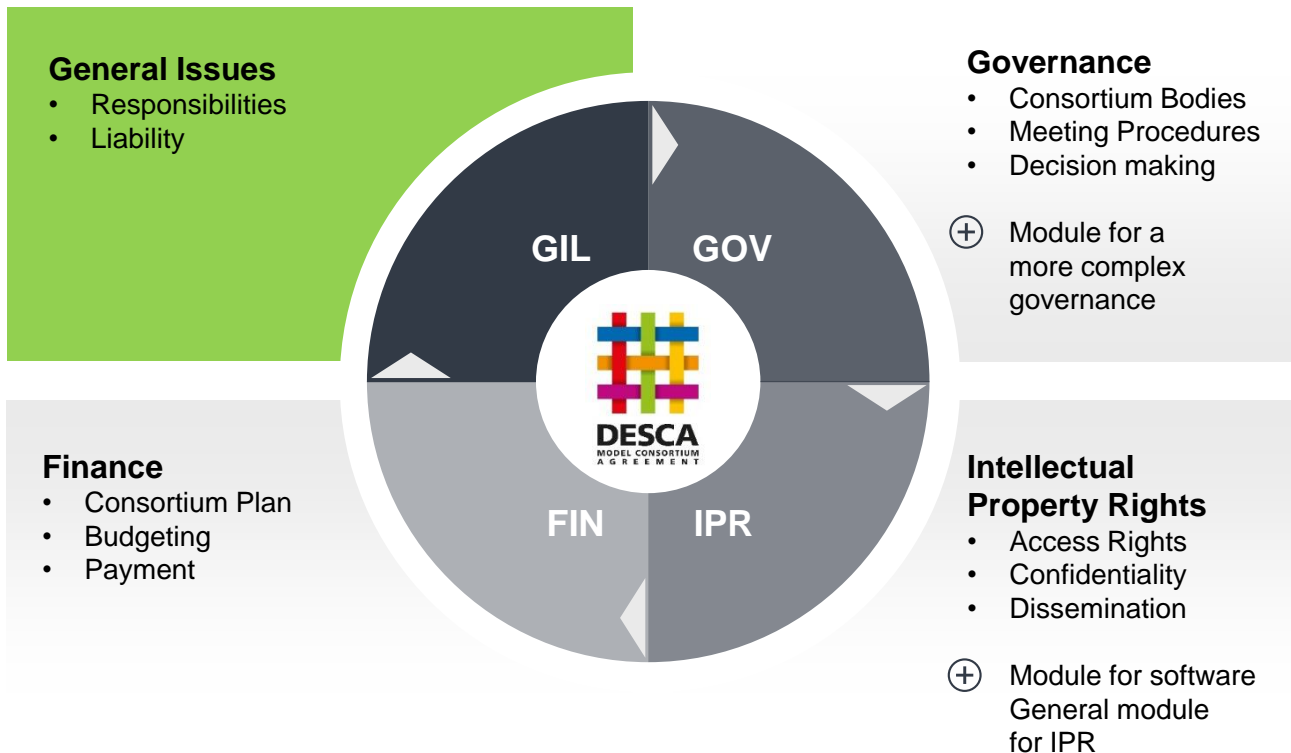 General Issues
• Responsibilities
• Liability
Governance
• Consortium Bodies
• Meeting Procedures
• Decision making
Module for a
more complex
governance
GIL
GOV
DESCA
MODEL CONSORTIUM
AGREEMENT
FIN
IPR
Finance
• Consortium Plan
• Budgeting
• Payment
Intellectual
Property Rights
• Access Rights
• Confidentiality
• Dissemination
Module for software
General module
for IPR